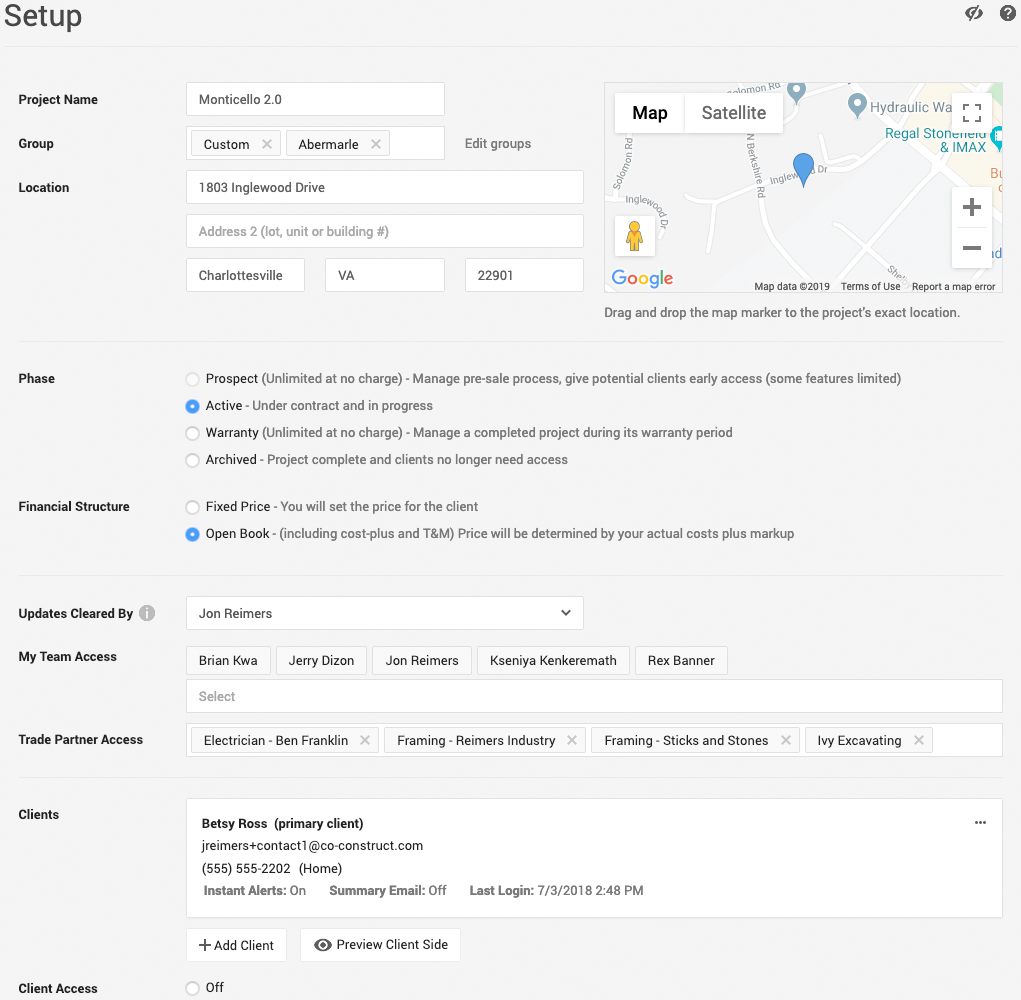 Setup
Project Name
Monticello 2.0
Group
Custom ✕ Abermarle ✕
Edit groups
Location
1803 Inglewood Drive
Address 2 (lot, unit or building #)
Charlottesville VA 22901
Map Satellite
Solomon Rd
Solomon Rd
N Berkshire Rd
Inglewood Dr
Inglewood Dr
Hydraulic Wa
Regal Stonefield
& IMAX
Bu
Google
Map data ©2019 Terms of Use Report a map error
Drag and drop the map marker to the project's exact location.
Phase
Prospect (Unlimited at no charge) - Manage pre-sale process, give potential clients early access (some features limited)
Active - Under contract and in progress
Warranty (Unlimited at no charge) - Manage a completed project during its warranty period
Archived - Project complete and clients no longer need access
Financial Structure
Fixed Price - You will set the price for the client
Open Book - (including cost-plus and T&M) Price will be determined by your actual costs plus markup
Updates Cleared By
Jon Reimers
My Team Access
Brian Kwa Jerry Dizon Jon Reimers Kseniya Kenkeremath Rex Banner
Select
Trade Partner Access
Electrician - Ben Franklin ✕ Framing - Reimers Industry ✕ Framing - Sticks and Stones ✕ Ivy Excavating ✕
Clients
Betsy Ross (primary client)
jreimers+contact1@co-construct.com
(555) 555-2202 (Home)
Instant Alerts: On Summary Email: Off Last Login: 7/3/2018 2:48 PM
+ Add Client Preview Client Side
Client Access
Off